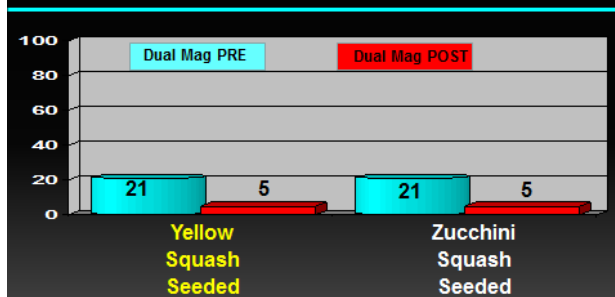 100
Dual Mag PRE
Dual Mag POST
80
60
40
20
21
5
21
5
0
Yellow
Squash
Seeded
Zucchini
Squash
Seeded